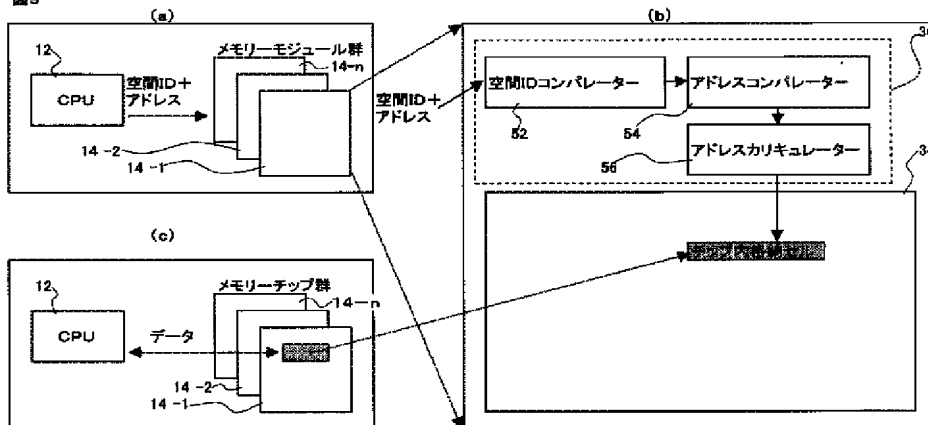 (a)
12
CPU
空間ID＋
アドレス
メモリーモジュール群
14-n
14-2
14-1
(b)
空間ID＋
アドレス
空間IDコンパレーター
52
アドレスコンパレーター
54
アドレスカリキュレーター
56
(c)
12
CPU
データ
メモリーチップ群
14-n
14-2
14-1